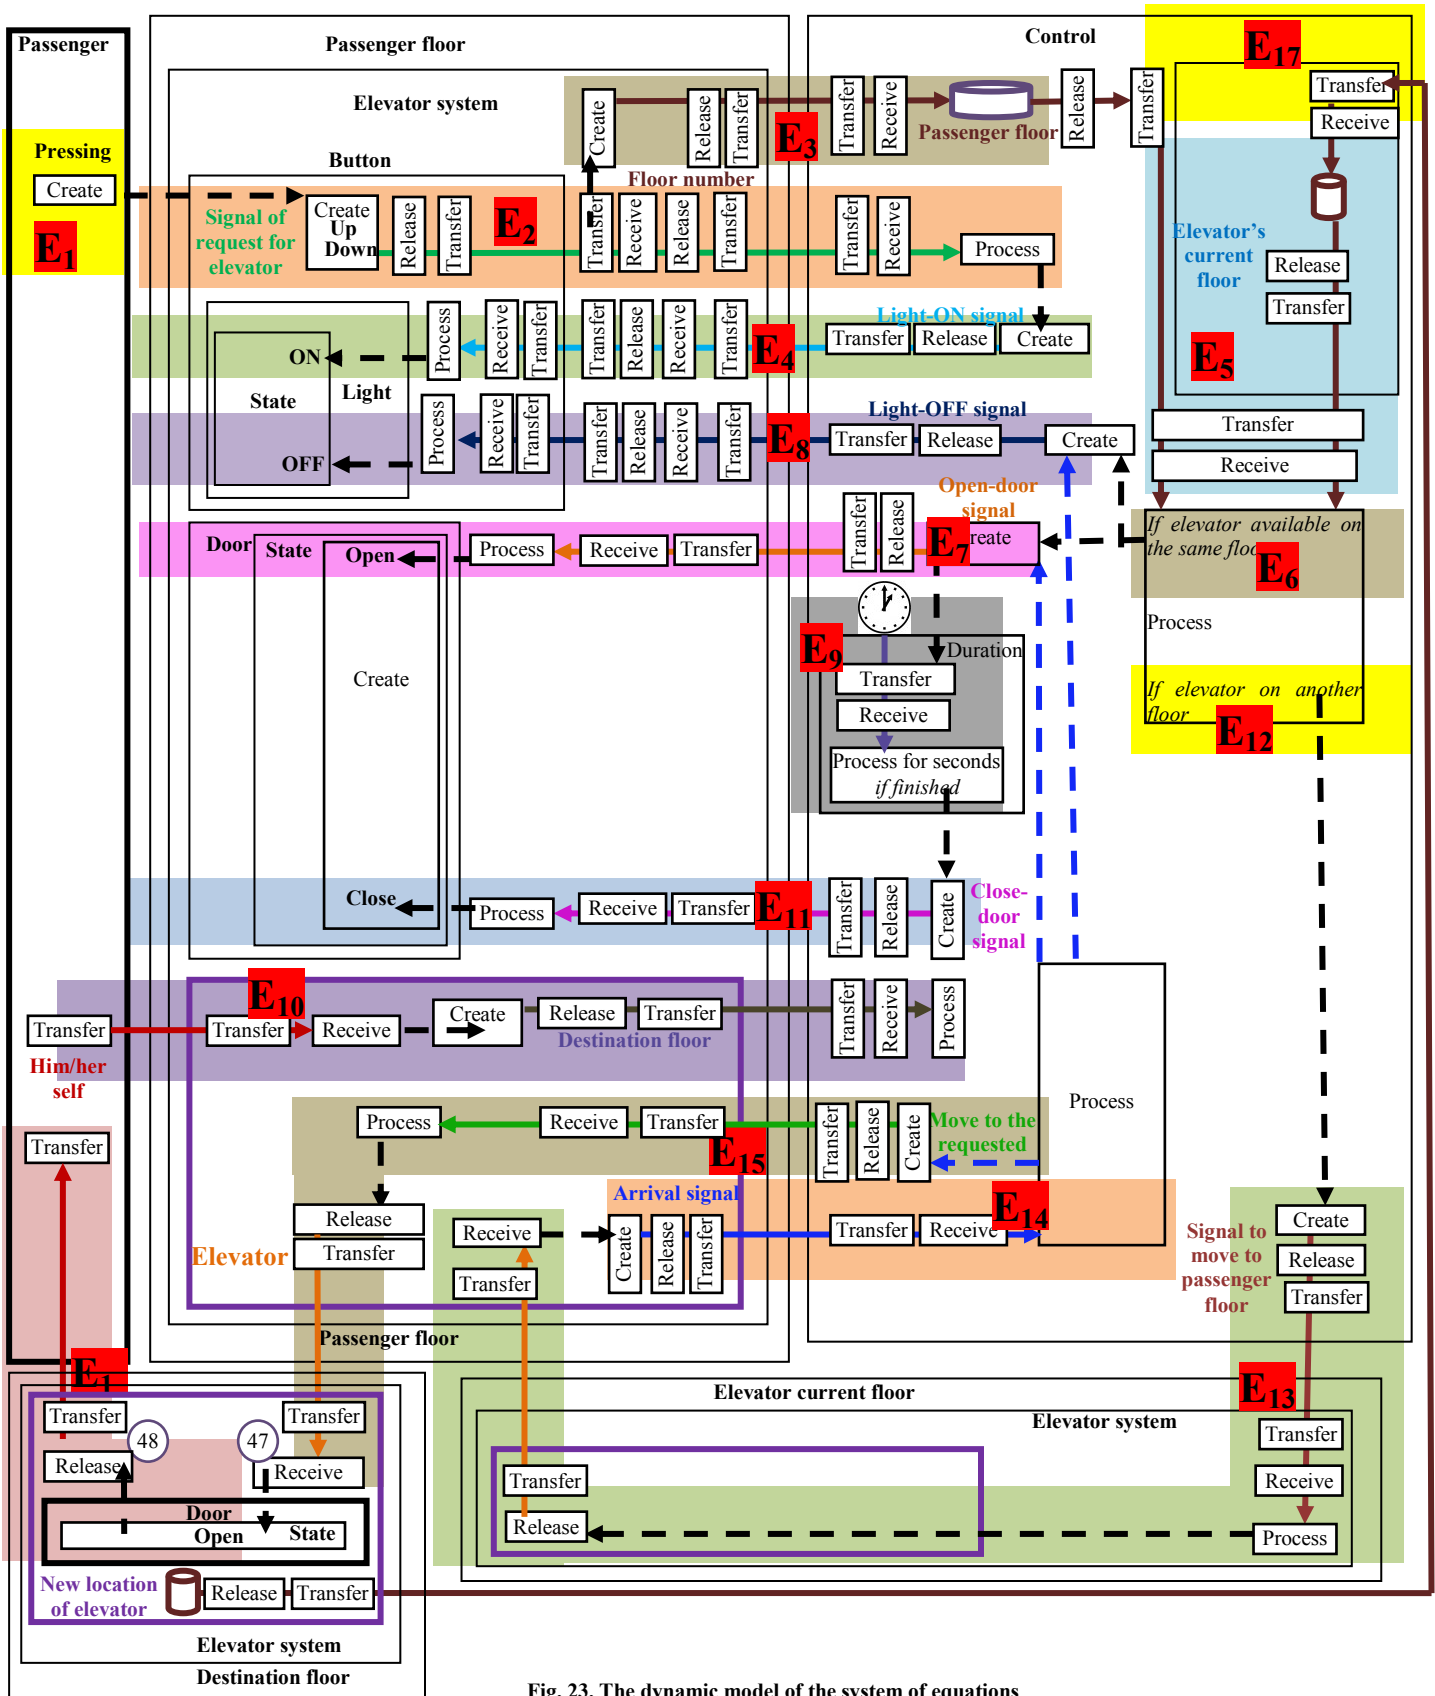 Passenger
Passenger floor
Control
E17
Elevator system
Transfer
Receive
Create
Release
Transfer
Transfer
Receive
Passenger floor
Release
Transfer
E3
Pressing
Create
E1
Button
Floor number
Signal of
request for
elevator
Create
Up
Down
Release
Transfer
E2
Transfer
Receive
Release
Transfer
Transfer
Receive
Process
Elevator's
current
floor
Release
Transfer
E5
Light-ON signal
ON
Process
Receive
Transfer
Transfer
Release
Receive
Transfer
E4
Transfer
Release
Create
Light
State
Light-OFF signal
OFF
Process
Receive
Transfer
Transfer
Release
Receive
Transfer
E8
Transfer
Release
Create
Transfer
Receive
Open-door
signal
Door
State
Open
Process
Receive
Transfer
Transfer
Release
E7
reate
If elevator available on
the same floo
E6
Process
If elevator on another
floor
E12
E9
Duration
Transfer
Receive
Process for seconds
if finished
Create
Close
Process
Receive
Transfer
E11
Transfer
Release
Create
Close-
door
signal
E10
Transfer
Transfer
Receive
Create
Release
Transfer
Transfer
Receive
Process
Him/her
self
Destination floor
Process
Process
Receive
Transfer
E15
Transfer
Release
Create
Move to the
requested
Transfer
Release
Transfer
Elevator
Arrival signal
Receive
Transfer
Create
Release
Transfer
Transfer
Receive
E14
Signal to
move to
passenger
floor
Create
Release
Transfer
Passenger floor
E1
Elevator current floor
E13
Elevator system
Transfer
48
47
Transfer
Release
Receive
Door
Open
State
Transfer
Release
Transfer
Receive
Process
New location
of elevator
Release
Transfer
Elevator system
Destination floor
Fig. 23. The dynamic model of the system of equations